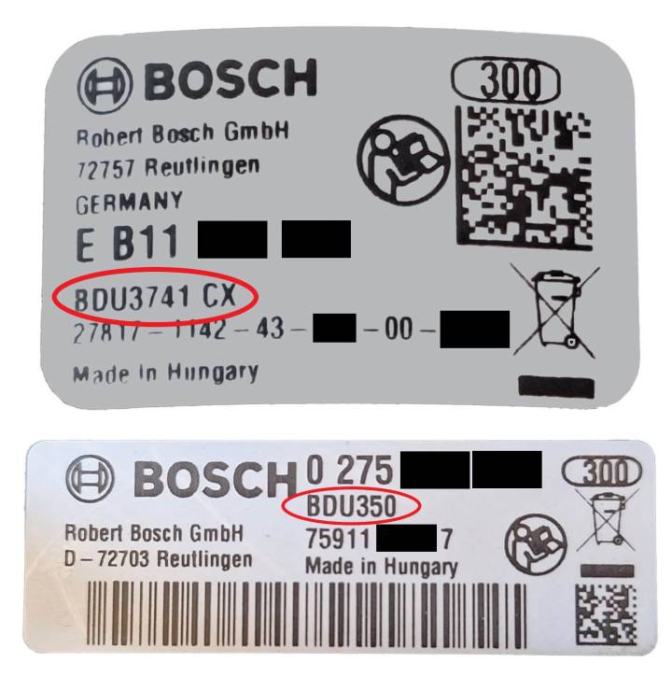 BOSCH
300
Robert Bosch GmbH
72757 Reutlingen
GERMANY
E B11
BDU3741 CX
27817-1142-43- -00-
Made in Hungary
BOSCH
0 275
300
BDU350
Robert Bosch GmbH
75911 7
D-72703 Reutlingen
Made in Hungary